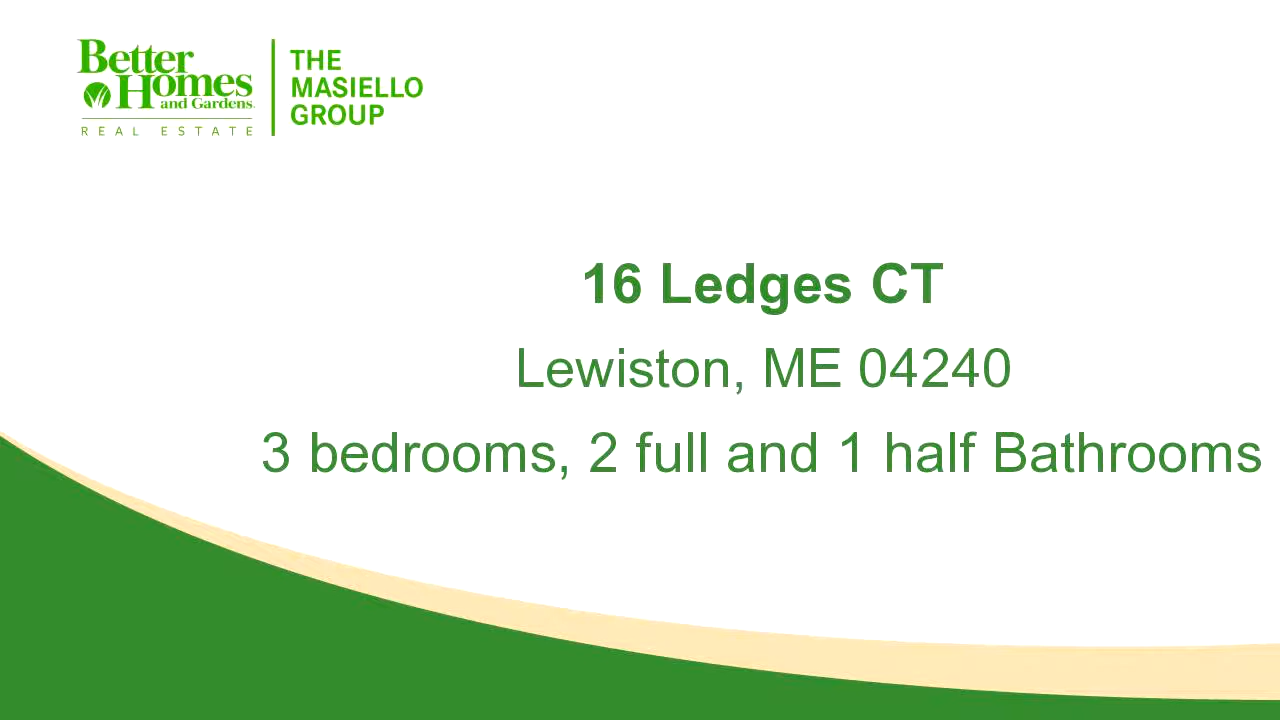 Better
Homes
and Gardens.
REAL ESTATE
THE
MASIELLO
GROUP
16 Ledges CT
Lewiston, ME 04240
3 bedrooms, 2 full and 1 half Bathrooms